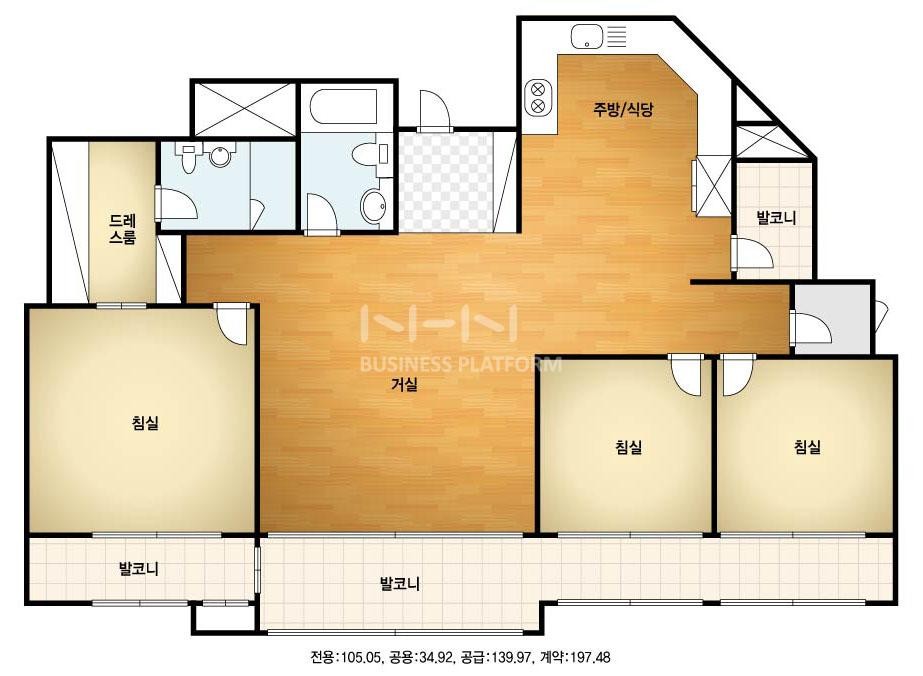 주방/식당
드레
스룸
발코니
NHN
BUSINESS PLATFORM
거실
침실
침실
침실
발코니
발코니
전용:105.05, 공용:34.92, 공급:139.97, 계약:197.48